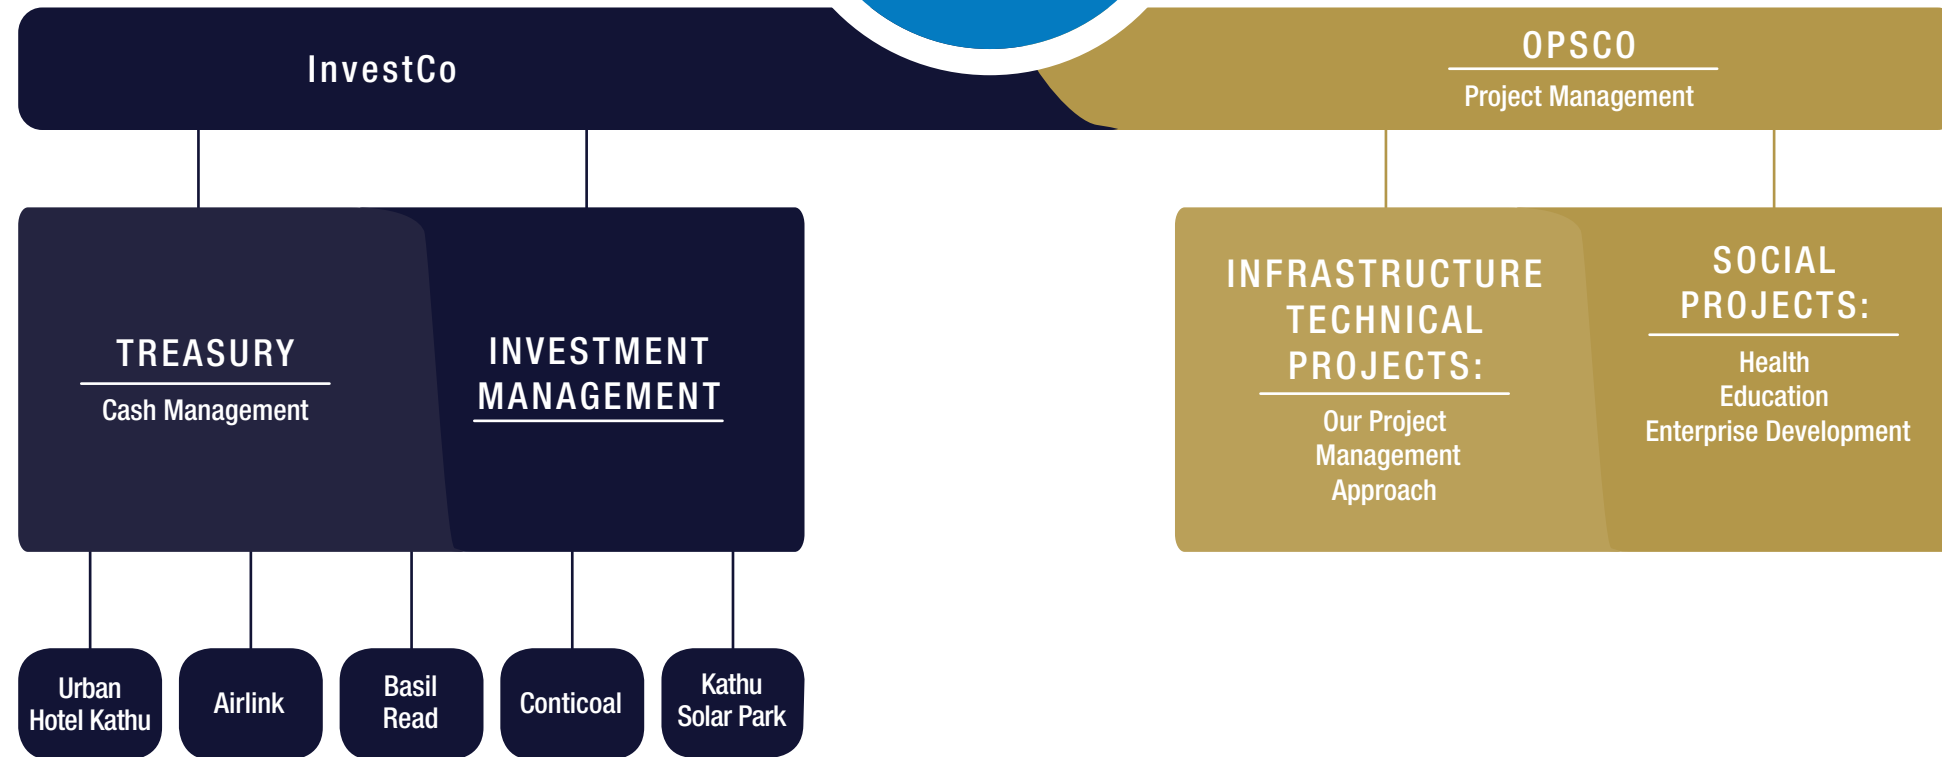 InvestCo
OPSCO
Project Management
TREASURY
Cash Management
INVESTMENT
MANAGEMENT
INFRASTRUCTURE
TECHNICAL
PROJECTS:
Our Project
Management
Approach
SOCIAL
PROJECTS:
Health
Education
Enterprise Development
Urban
Hotel Kathu
Airlink
Basil
Read
Conticoal
Kathu
Solar Park